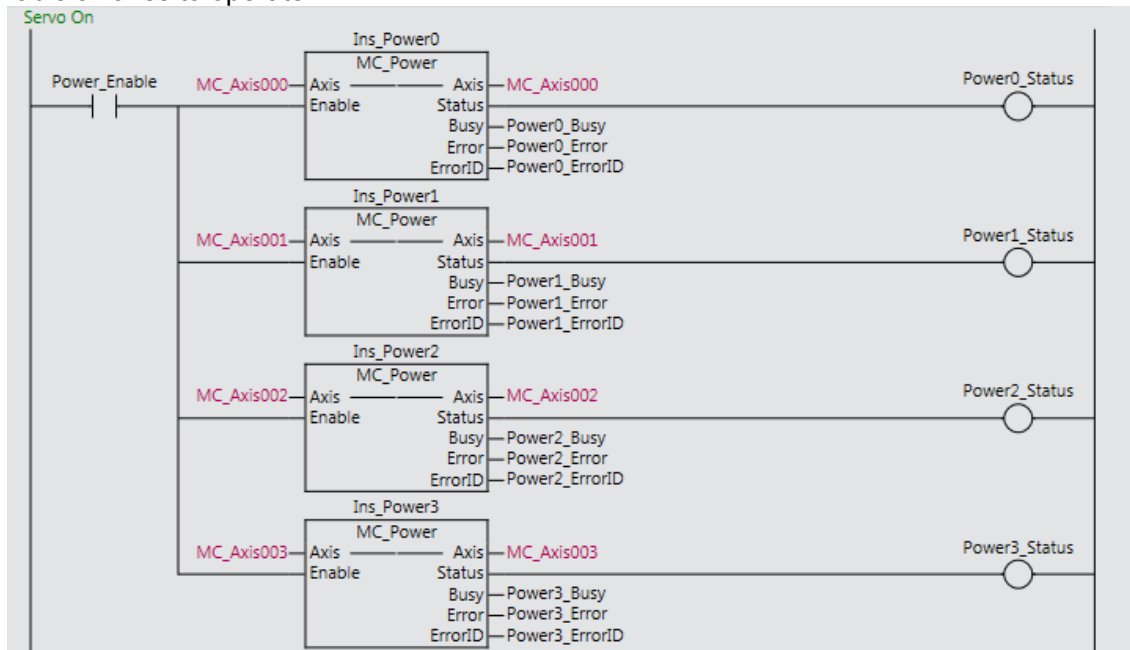 Servo On
Ins_Power0
MC_Power
Power_Enable MC_Axis000 Axis Axis MC_Axis000 Power0_Status
Enable Status
Busy Power0_Busy
Error Power0_Error
ErrorID Power0_ErrorID
Ins_Power1
MC_Power
MC_Axis001 Axis Axis MC_Axis001 Power1_Status
Enable Status
Busy Power1_Busy
Error Power1_Error
ErrorID Power1_ErrorID
Ins_Power2
MC_Power
MC_Axis002 Axis Axis MC_Axis002 Power2_Status
Enable Status
Busy Power2_Busy
Error Power2_Error
ErrorID Power2_ErrorID
Ins_Power3
MC_Power
MC_Axis003 Axis Axis MC_Axis003 Power3_Status
Enable Status
Busy Power3_Busy
Error Power3_Error
ErrorID Power3_ErrorID